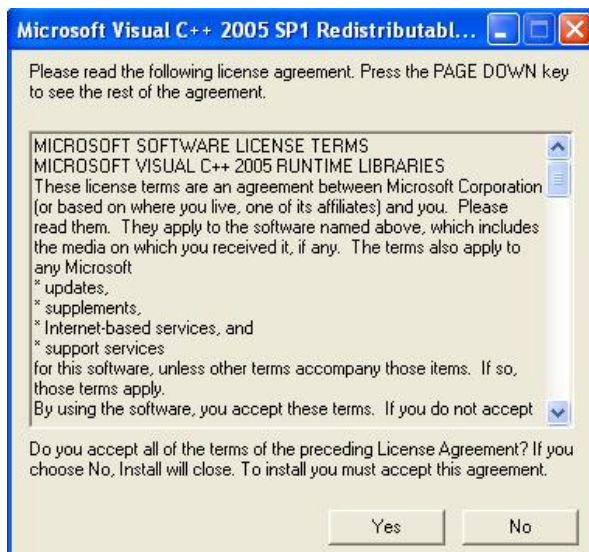 Microsoft Visual C++ 2005 SP1 Redistributabl...
Please read the following license agreement. Press the PAGE DOWN key
to see the rest of the agreement.
MICROSOFT SOFTWARE LICENSE TERMS
MICROSOFT VISUAL C++ 2005 RUNTIME LIBRARIES
These license terms are an agreement between Microsoft Corporation
(or based on where you live, one of its affiliates) and you.  Please
read them.  They apply to the software named above, which includes
the media on which you received it, if any.  The terms also apply to
any Microsoft
* updates,
* supplements,
* Internet-based services, and
* support services
for this software, unless other terms accompany those items.  If so,
those terms apply.
By using the software, you accept these terms.  If you do not accept
Do you accept all of the terms of the preceding License Agreement? If you
choose No, Install will close. To install you must accept this agreement.
Yes
No